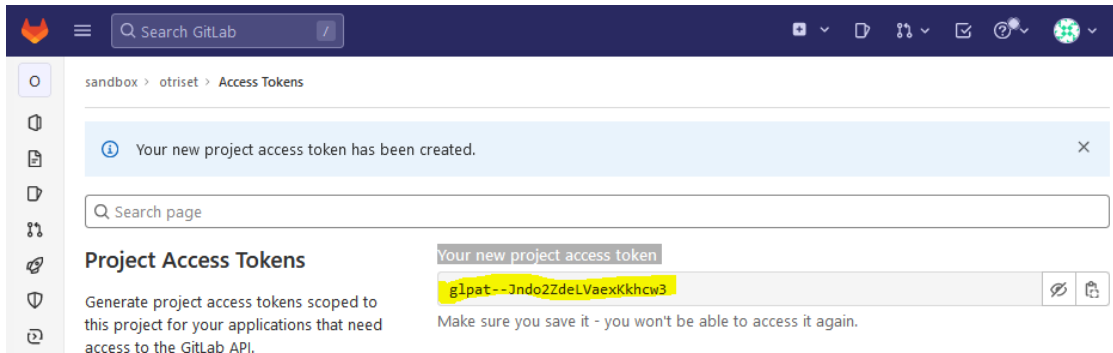 Search GitLab /
O
sandbox > otriset > Access Tokens
Your new project access token has been created.
Search page
Project Access Tokens
Generate project access tokens scoped to
this project for your applications that need
access to the GitLab API.
Your new project access token
glpat--Jndo2ZdeLVaexKkhcw3
Make sure you save it - you won't be able to access it again.